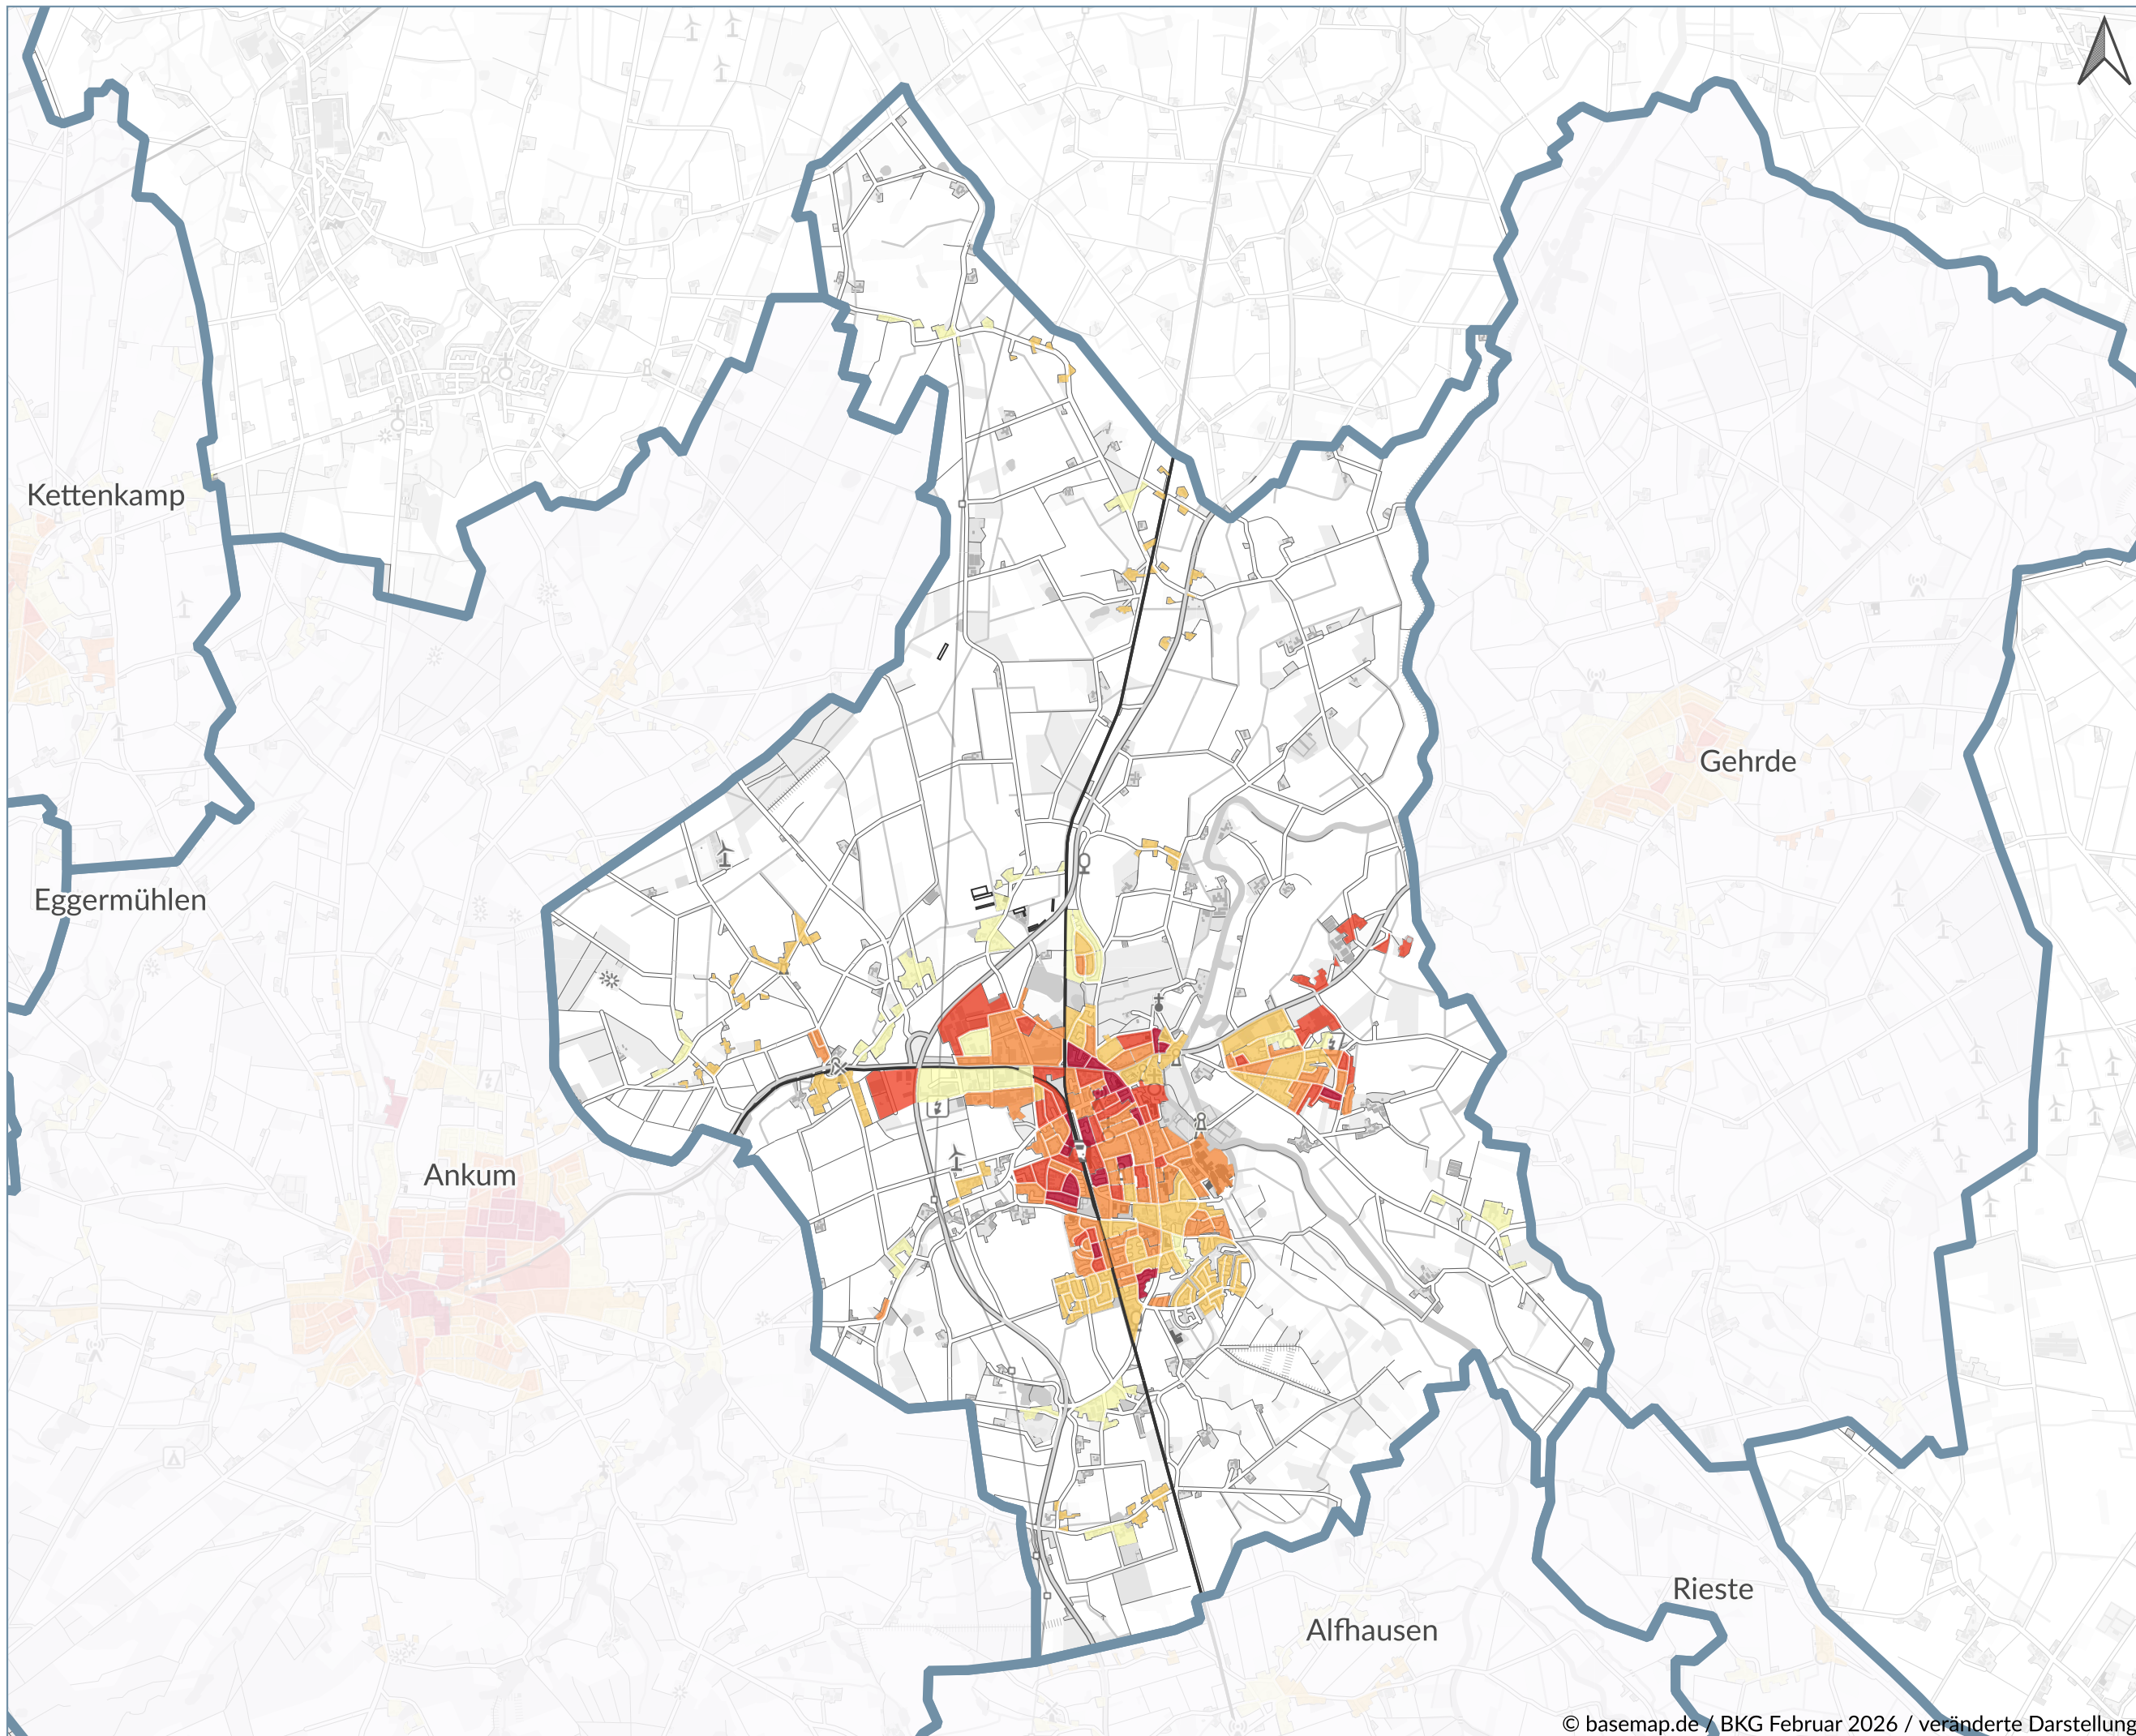 Kettenkamp
Gehrde
Eggermühlen
Ankum
Rieste
Alfhausen
© basemap.de / BKG Februar 2026 / veränderte Darstellung